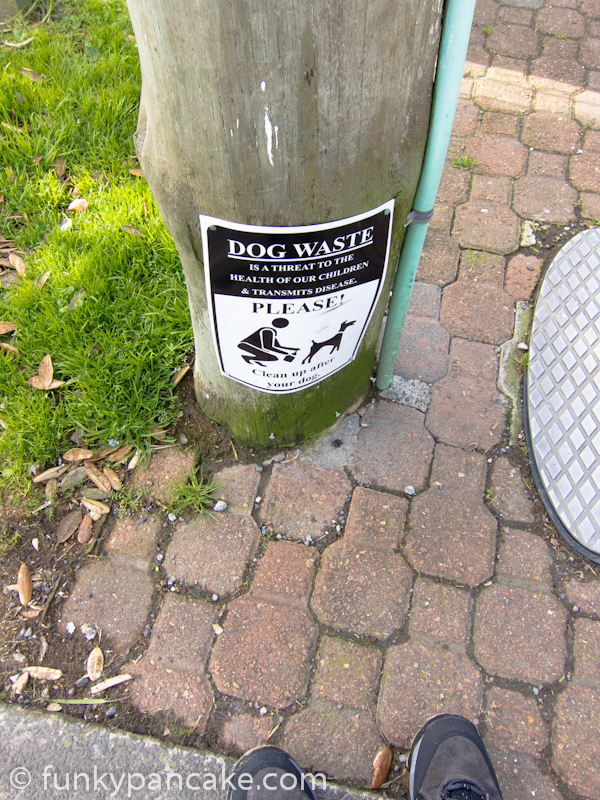 DOG WASTE
IS A THREAT TO THE
HEALTH OF OUR CHILDREN
& TRANSMITS DISEASE.
PLEASE!
Clean up after
your dog.
© funkypancake.com